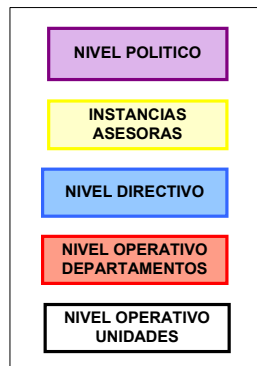 NIVEL POLITICO
INSTANCIAS
ASESORAS
NIVEL DIRECTIVO
NIVEL OPERATIVO
DEPARTAMENTOS
NIVEL OPERATIVO
UNIDADES